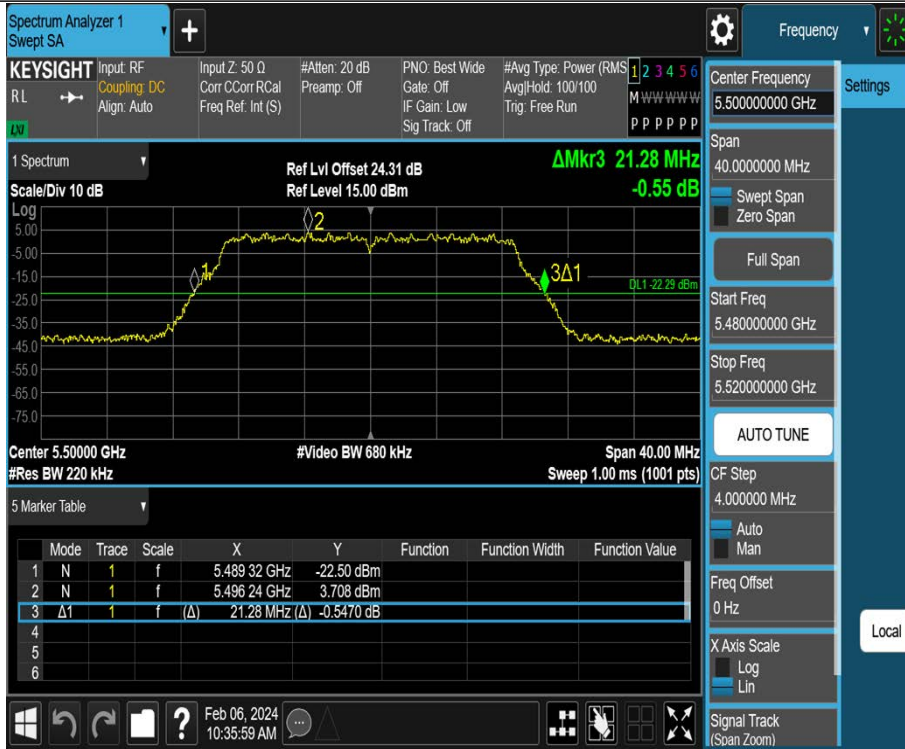 Spectrum Analyzer 1
Swept SA
+
Frequency
KEYSIGHT
RL
LXI
Input: RF
Coupling: DC
Align: Auto
Input Z: 50 Ω
Corr CCorr RCal
Freq Ref: Int (S)
#Atten: 20 dB
Preamp: Off
PNO: Best Wide
Gate: Off
IF Gain: Low
Sig Track: Off
#Avg Type: Power (RMS
Avg|Hold: 100/100
Trig: Free Run
1 2 3 4 5 6
M W W W W W
P P P P P P
Settings
1 Spectrum
Scale/Div 10 dB
Ref Lvl Offset 24.31 dB
Ref Level 15.00 dBm
ΔMkr3 21.28 MHz
-0.55 dB
Log
5.00
-5.00
-15.0
-25.0
-35.0
-45.0
-55.0
-65.0
-75.0
1
2
3Δ1
DL1 -22.29 dBm
Center 5.50000 GHz
#Res BW 220 kHz
#Video BW 680 kHz
Span 40.00 MHz
Sweep 1.00 ms (1001 pts)
5 Marker Table
Mode Trace Scale X Y Function Function Width Function Value
1 N 1 f 5.489 32 GHz -22.50 dBm
2 N 1 f 5.496 24 GHz 3.708 dBm
3 Δ1 1 f (Δ) 21.28 MHz (Δ) -0.5470 dB
4
5
6
?
Feb 06, 2024
10:35:59 AM
Center Frequency
5.500000000 GHz
Span
40.0000000 MHz
Swept Span
Zero Span
Full Span
Start Freq
5.480000000 GHz
Stop Freq
5.520000000 GHz
AUTO TUNE
CF Step
4.000000 MHz
Auto
Man
Freq Offset
0 Hz
X Axis Scale
Log
Lin
Signal Track
(Span Zoom)
Local